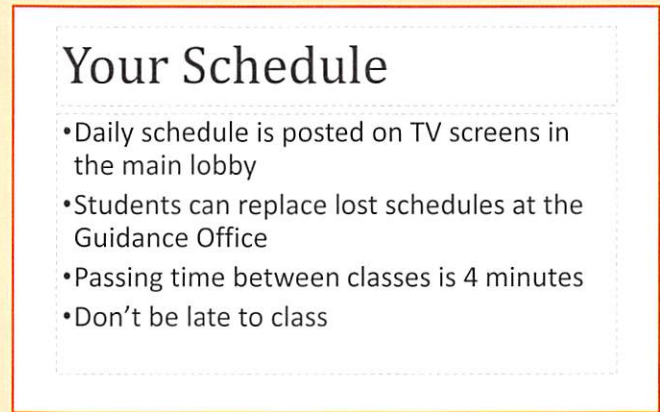 Your Schedule
•Daily schedule is posted on TV screens in
the main lobby
•Students can replace lost schedules at the
Guidance Office
•Passing time between classes is 4 minutes
•Don't be late to class